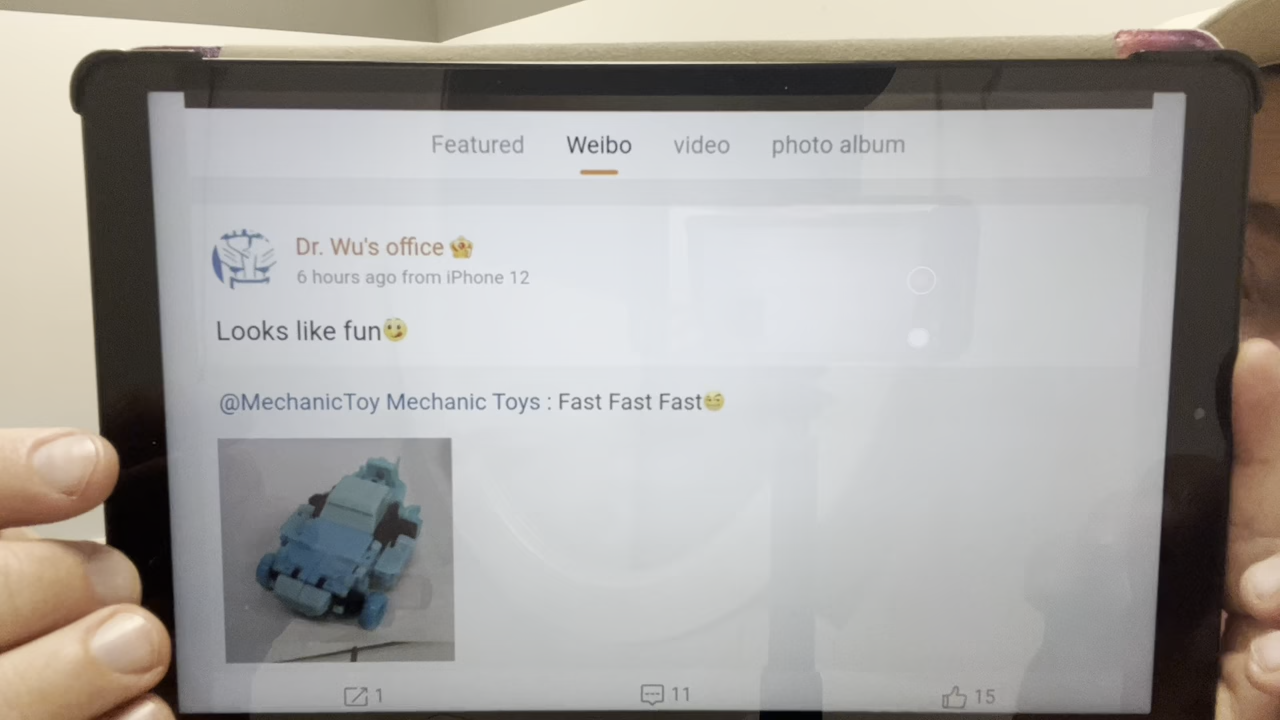 Featured Weibo video photo album
Dr. Wu's office
6 hours ago from iPhone 12
Looks like fun
@MechanicToy Mechanic Toys : Fast Fast Fast
1 11 15